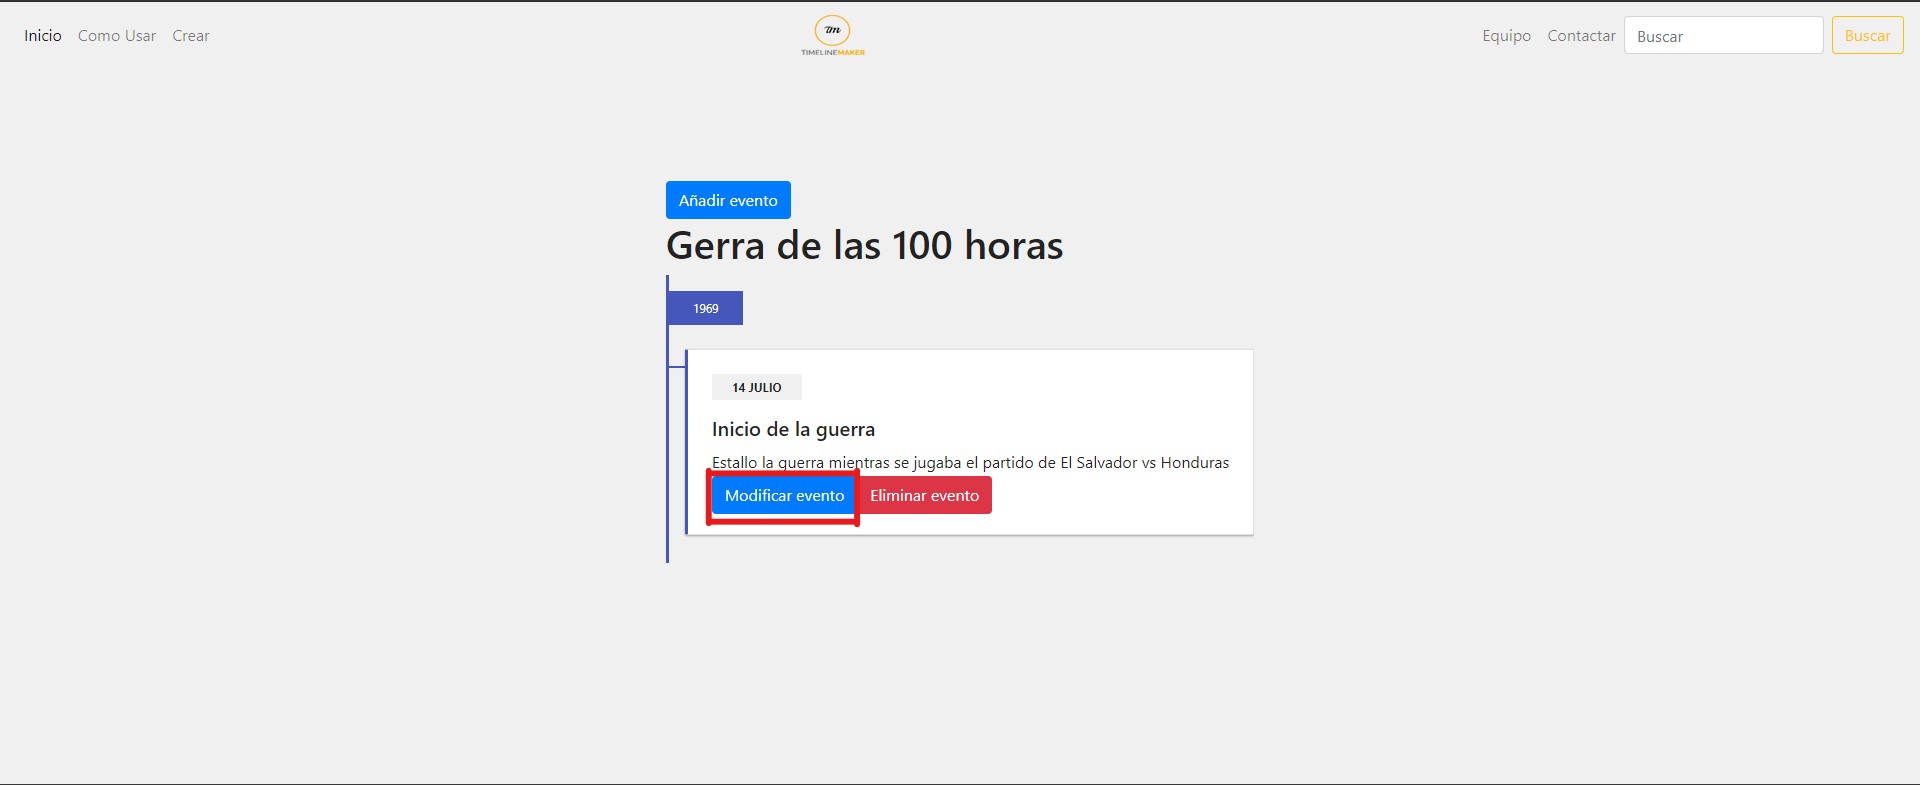 Inicio Como Usar Crear
Tm
TIMELINEMAKER
Equipo Contactar Buscar Buscar
Añadir evento
Gerra de las 100 horas
1969
14 JULIO
Inicio de la guerra
Estallo la guerra mientras se jugaba el partido de El Salvador vs Honduras
Modificar evento Eliminar evento